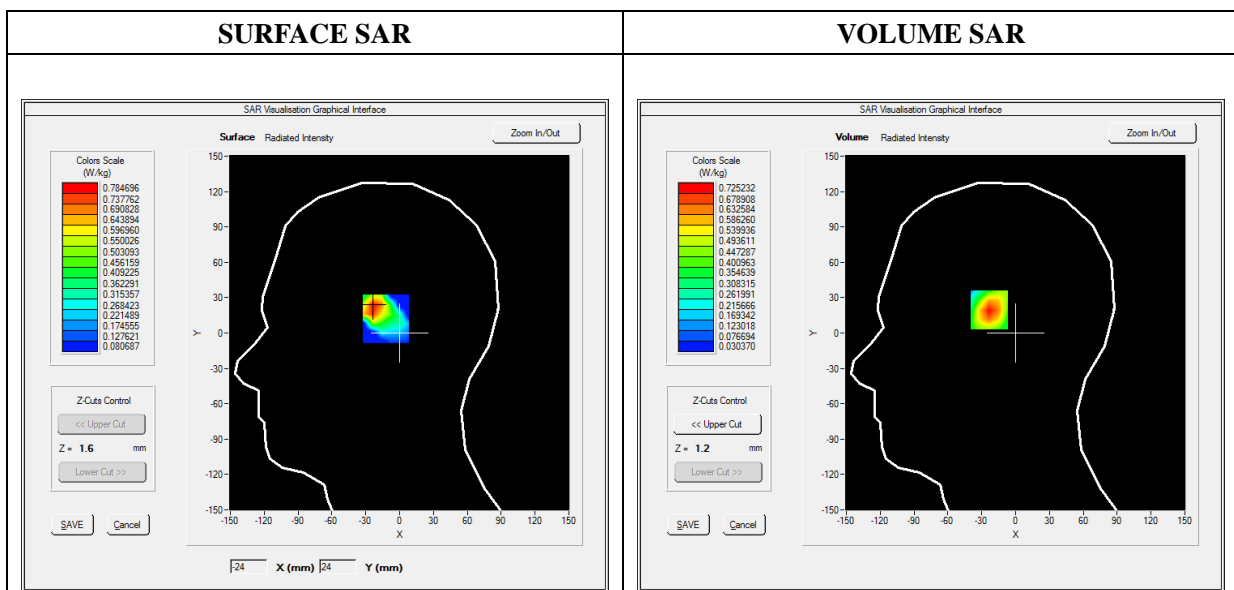 SURFACE SAR
SAR Visualisation Graphical Interface
Surface Radiated Intensity
Zoom In/Out
Colors Scale
(W/kg)
0.784696
0.737762
0.690828
0.643894
0.596960
0.550026
0.503093
0.456159
0.409225
0.362291
0.315357
0.268423
0.221489
0.174555
0.127621
0.080687
Z-Cuts Control
<< Upper Cut
Z = 1.6 mm
Lower Cut >>
SAVE Cancel
150
120
90
60
30
0
-30
-60
-90
-120
-150
Y
-150 -120 -90 -60 -30 0 30 60 90 120 150
X
-24 X (mm) 24 Y (mm)
VOLUME SAR
SAR Visualisation Graphical Interface
Volume Radiated Intensity
Zoom In/Out
Colors Scale
(W/kg)
0.725232
0.678908
0.632584
0.586260
0.539936
0.493611
0.447287
0.400963
0.354639
0.308315
0.261991
0.215666
0.169342
0.123018
0.076694
0.030370
Z-Cuts Control
<< Upper Cut
Z = 1.2 mm
Lower Cut >>
SAVE Cancel
150
120
90
60
30
0
-30
-60
-90
-120
-150
Y
-150 -120 -90 -60 -30 0 30 60 90 120 150
X